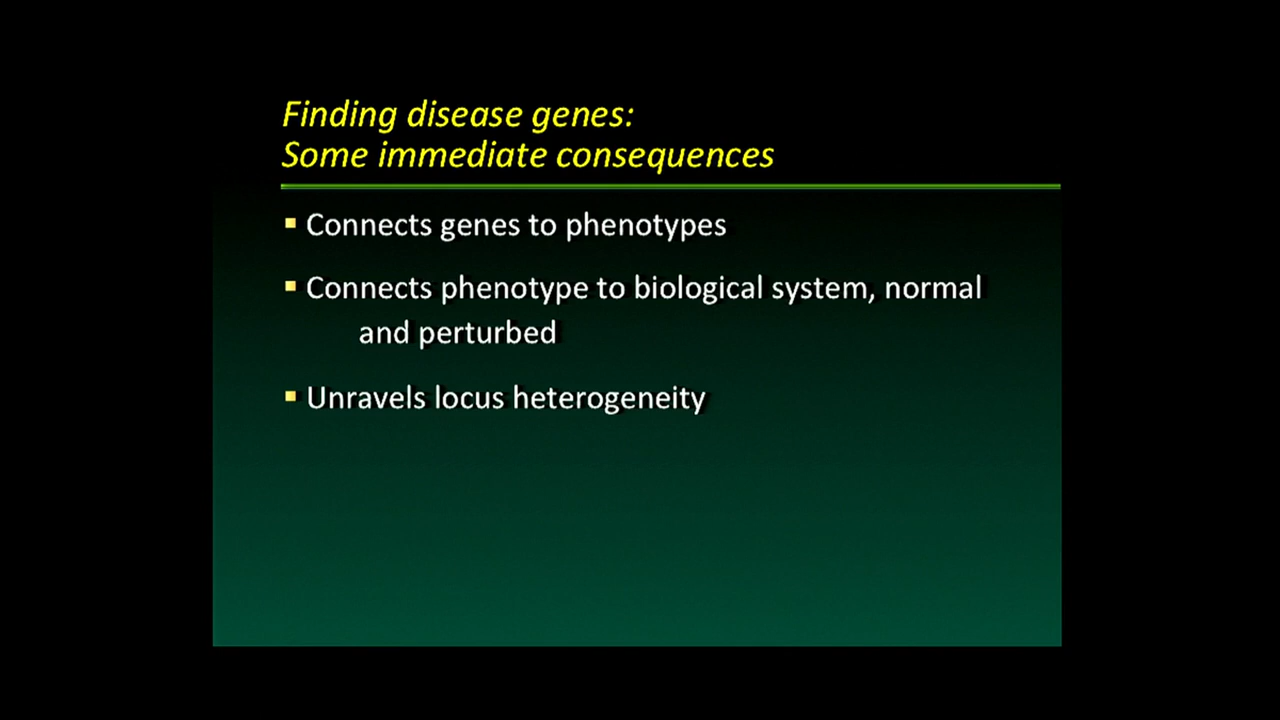 Finding disease genes:
Some immediate consequences
▪ Connects genes to phenotypes
▪ Connects phenotype to biological system, normal
and perturbed
▪ Unravels locus heterogeneity